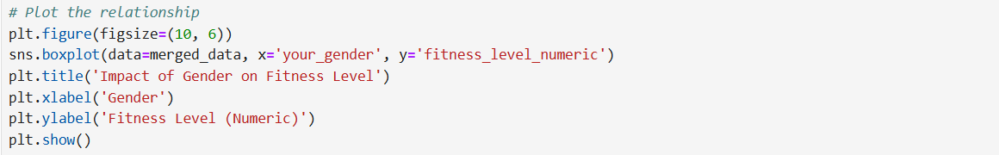 # Plot the relationship
plt.figure(figsize=(10, 6))
sns.boxplot(data=merged_data, x='your_gender', y='fitness_level_numeric')
plt.title('Impact of Gender on Fitness Level')
plt.xlabel('Gender')
plt.ylabel('Fitness Level (Numeric)')
plt.show()